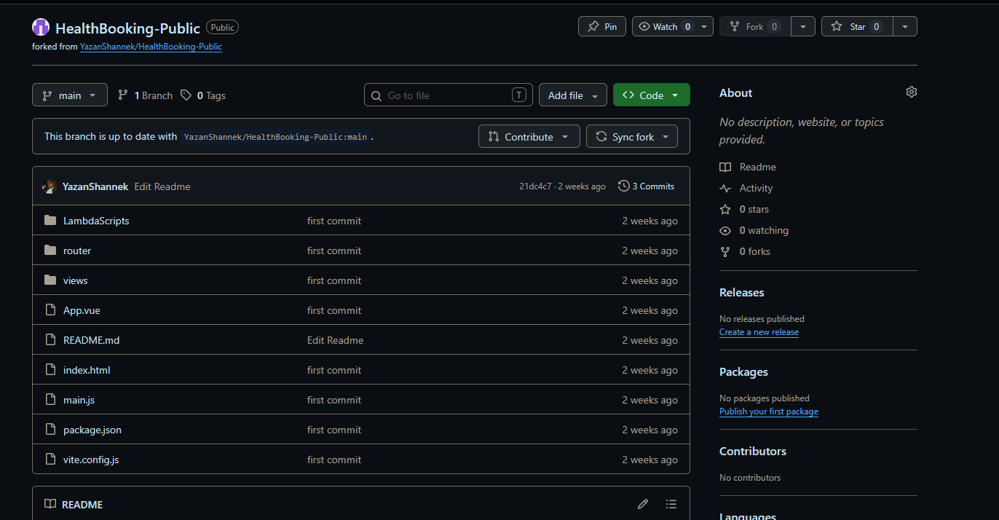 HealthBooking-Public Public Pin Watch 0 Fork 0 Star 0
forked from YazanShannek/HealthBooking-Public
main 1 Branch 0 Tags Go to file T Add file Code
This branch is up to date with YazanShannek/HealthBooking-Public:main . Contribute Sync fork
YazanShannek Edit Readme 21dc4c7 · 2 weeks ago 3 Commits
LambdaScripts first commit 2 weeks ago
router first commit 2 weeks ago
views first commit 2 weeks ago
App.vue first commit 2 weeks ago
README.md Edit Readme 2 weeks ago
index.html first commit 2 weeks ago
main.js first commit 2 weeks ago
package.json first commit 2 weeks ago
vite.config.js first commit 2 weeks ago
README
About
No description, website, or topics
provided.
Readme
Activity
0 stars
0 watching
0 forks
Releases
No releases published
Create a new release
Packages
No packages published
Publish your first package
Contributors
No contributors
Languages